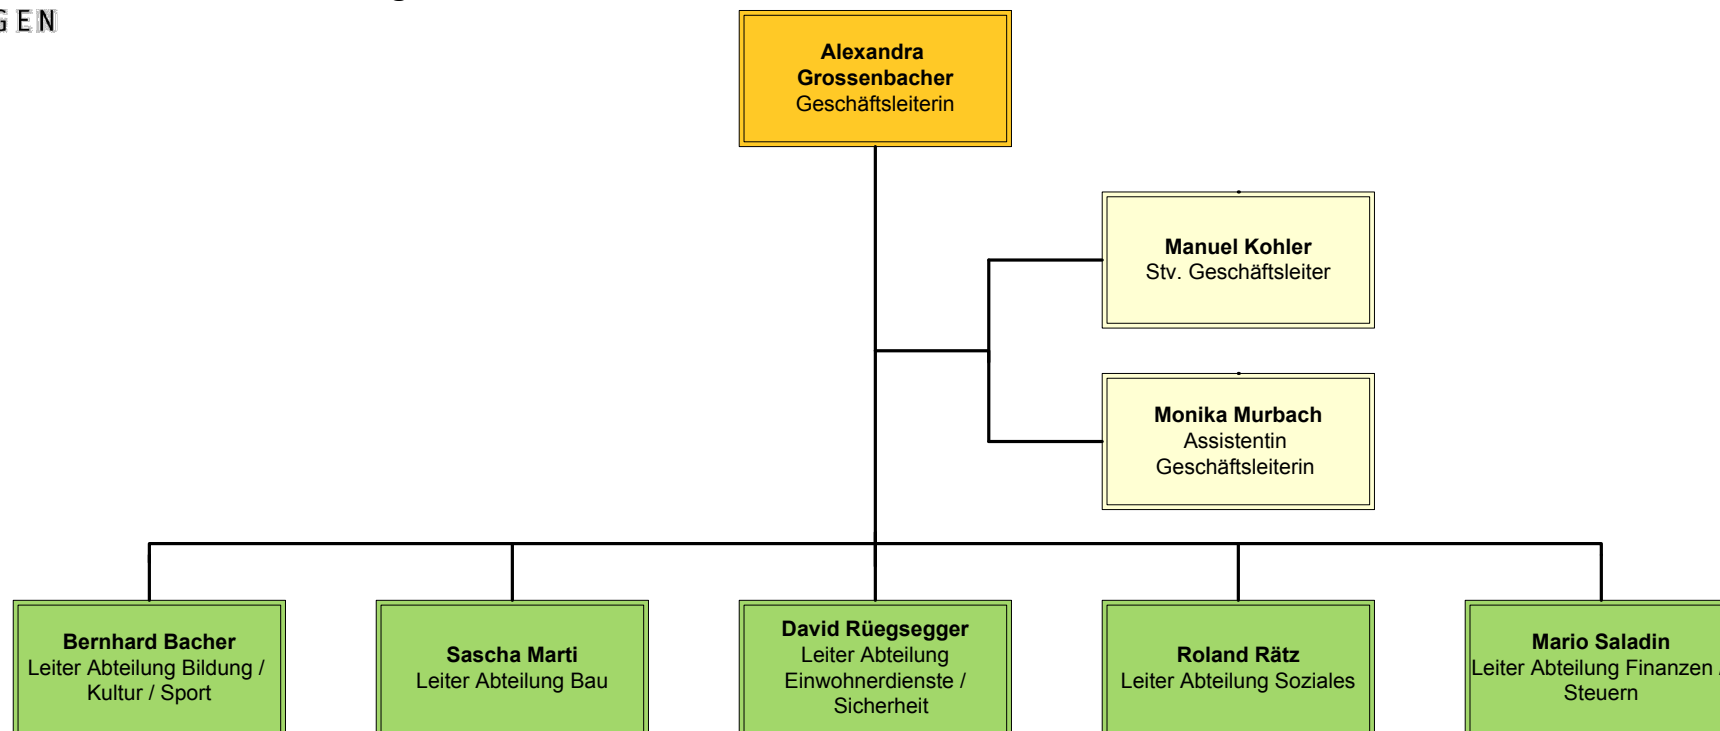 GEN
Alexandra
Grossenbacher
Geschäftsleiterin
Manuel Kohler
Stv. Geschäftsleiter
Monika Murbach
Assistentin
Geschäftsleiterin
Bernhard Bacher
Leiter Abteilung Bildung /
Kultur / Sport
Sascha Marti
Leiter Abteilung Bau
David Rüegsegger
Leiter Abteilung
Einwohnerdienste /
Sicherheit
Roland Rätz
Leiter Abteilung Soziales
Mario Saladin
Leiter Abteilung Finanzen /
Steuern